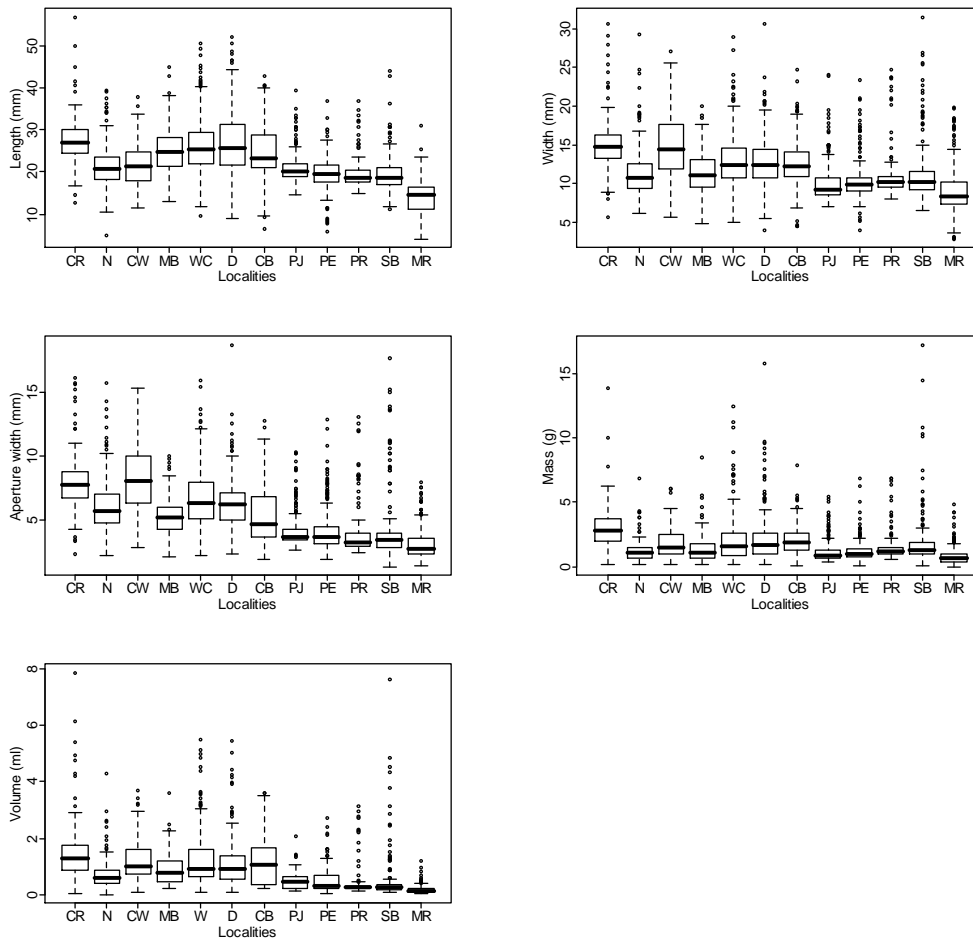 Length (mm)
50
40
30
20
10
CR N CW MB WC D CB PJ PE PR SB MR
Localities
Width (mm)
30
25
20
15
10
5
CR N CW MB WC D CB PJ PE PR SB MR
Localities
Aperture width (mm)
15
10
5
CR N CW MB WC D CB PJ PE PR SB MR
Localities
Mass (g)
15
10
5
0
CR N CW MB WC D CB PJ PE PR SB MR
Localities
Volume (ml)
8
6
4
2
0
CR N CW MB W D CB PJ PE PR SB MR
Localities